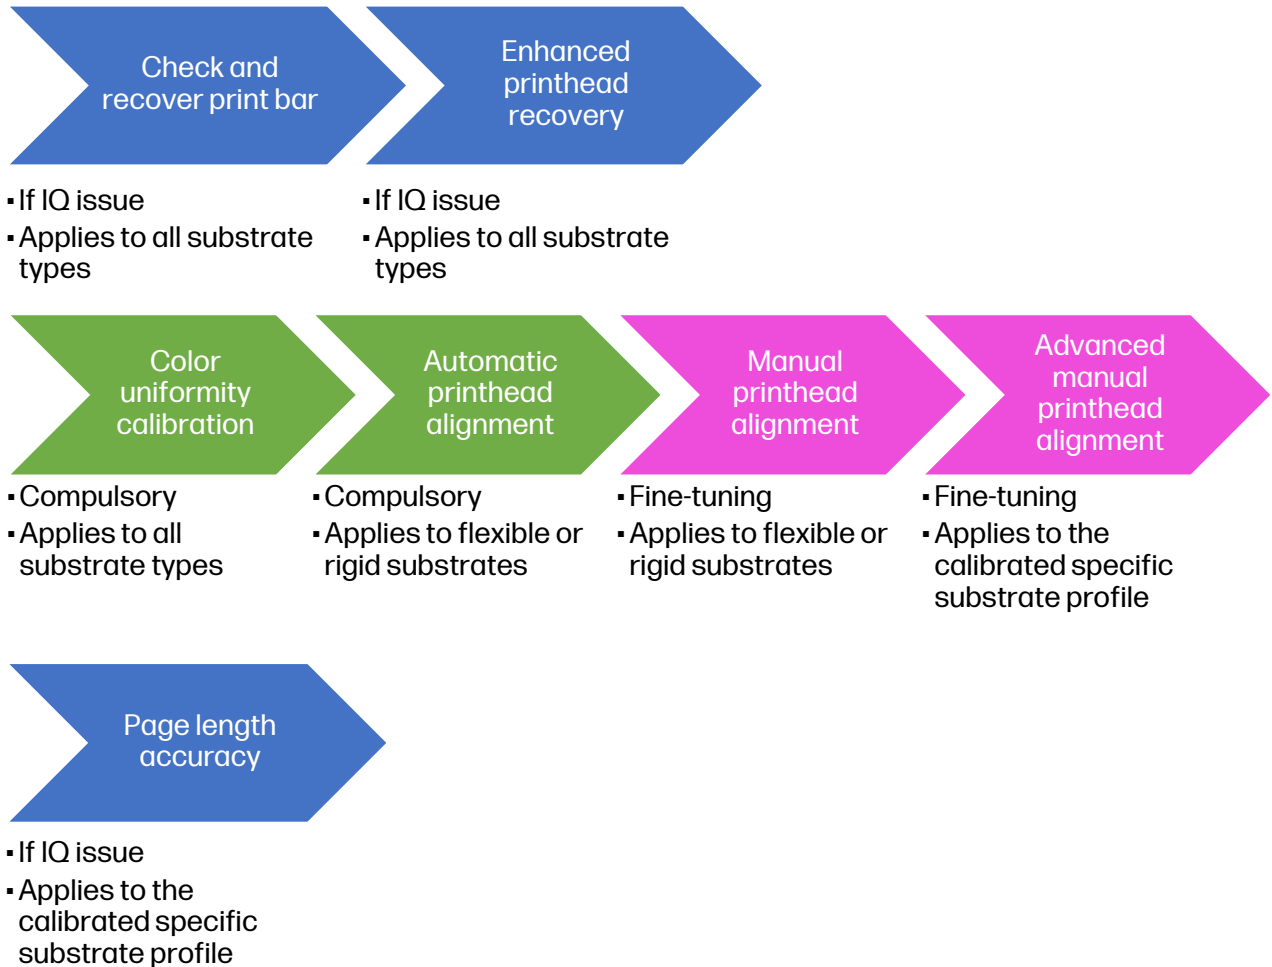 Check and
recover print bar
Enhanced
printhead
recovery
▪ If IQ issue
▪ Applies to all substrate
types
▪ If IQ issue
▪ Applies to all substrate
types
Color
uniformity
calibration
Automatic
printhead
alignment
Manual
printhead
alignment
Advanced
manual
printhead
alignment
▪ Compulsory
▪ Applies to all
substrate types
▪ Compulsory
▪ Applies to flexible or
rigid substrates
▪ Fine-tuning
▪ Applies to flexible or
rigid substrates
▪ Fine-tuning
▪ Applies to the
calibrated specific
substrate profile
Page length
accuracy
▪ If IQ issue
▪ Applies to the
calibrated specific
substrate profile